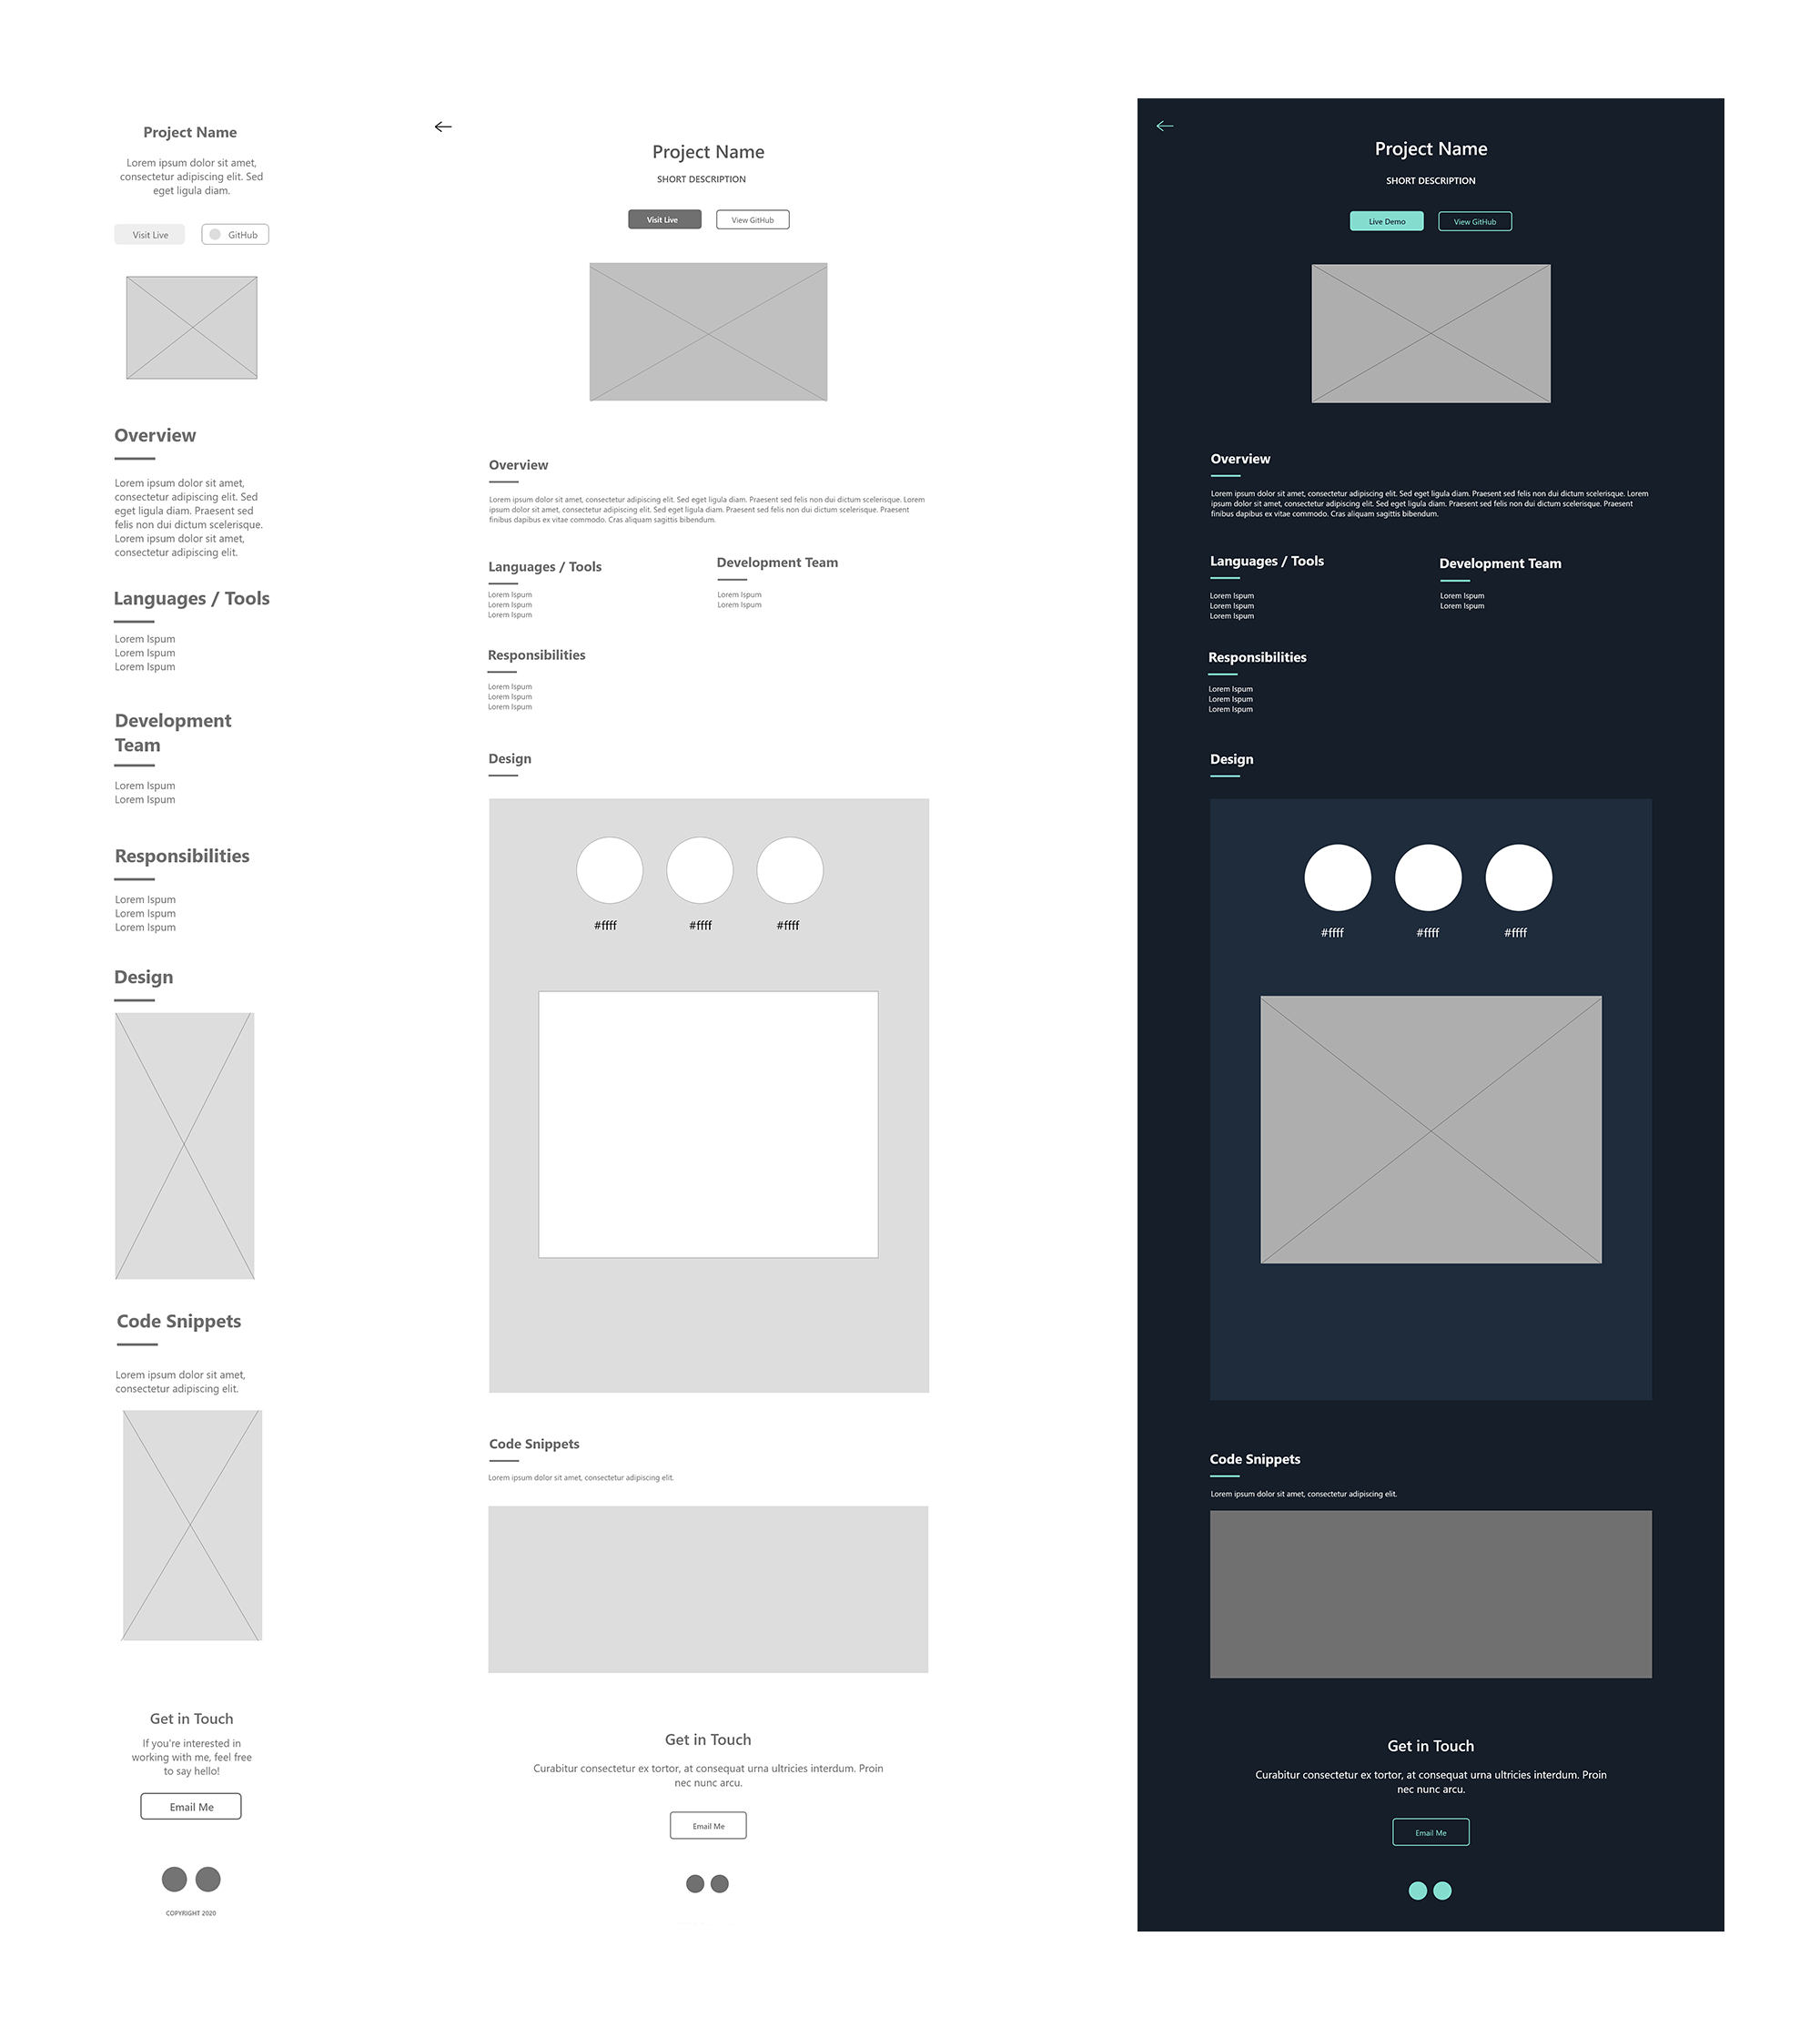 Project Name
Lorem ipsum dolor sit amet,
consectetur adipiscing elit. Sed
eget ligula diam.
Visit Live
GitHub
Overview
Lorem ipsum dolor sit amet,
consectetur adipiscing elit. Sed
eget ligula diam. Praesent sed
felis non dui dictum scelerisque.
Lorem ipsum dolor sit amet,
consectetur adipiscing elit.
Languages / Tools
Lorem Ispum
Lorem Ispum
Lorem Ispum
Development
Team
Lorem Ispum
Lorem Ispum
Responsibilities
Lorem Ispum
Lorem Ispum
Lorem Ispum
Design
Code Snippets
Lorem ipsum dolor sit amet,
consectetur adipiscing elit.
Get in Touch
If you're interested in
working with me, feel free
to say hello!
Email Me
COPYRIGHT 2020
Project Name
SHORT DESCRIPTION
Visit Live
View GitHub
Overview
Lorem ipsum dolor sit amet, consectetur adipiscing elit. Sed eget ligula diam. Praesent sed felis non dui dictum scelerisque. Lorem
ipsum dolor sit amet, consectetur adipiscing elit. Sed eget ligula diam. Praesent sed felis non dui dictum scelerisque. Praesent
finibus dapibus ex vitae commodo. Cras aliquam sagittis bibendum.
Languages / Tools
Lorem Ispum
Lorem Ispum
Lorem Ispum
Development Team
Lorem Ispum
Lorem Ispum
Responsibilities
Lorem Ispum
Lorem Ispum
Lorem Ispum
Design
#ffff
#ffff
#ffff
Code Snippets
Lorem ipsum dolor sit amet, consectetur adipiscing elit.
Get in Touch
Curabitur consectetur ex tortor, at consequat urna ultricies interdum. Proin
nec nunc arcu.
Email Me
Project Name
SHORT DESCRIPTION
Live Demo
View GitHub
Overview
Lorem ipsum dolor sit amet, consectetur adipiscing elit. Sed eget ligula diam. Praesent sed felis non dui dictum scelerisque. Lorem
ipsum dolor sit amet, consectetur adipiscing elit. Sed eget ligula diam. Praesent sed felis non dui dictum scelerisque. Praesent
finibus dapibus ex vitae commodo. Cras aliquam sagittis bibendum.
Languages / Tools
Lorem Ispum
Lorem Ispum
Lorem Ispum
Development Team
Lorem Ispum
Lorem Ispum
Responsibilities
Lorem Ispum
Lorem Ispum
Lorem Ispum
Design
#ffff
#ffff
#ffff
Code Snippets
Lorem ipsum dolor sit amet, consectetur adipiscing elit.
Get in Touch
Curabitur consectetur ex tortor, at consequat urna ultricies interdum. Proin
nec nunc arcu.
Email Me